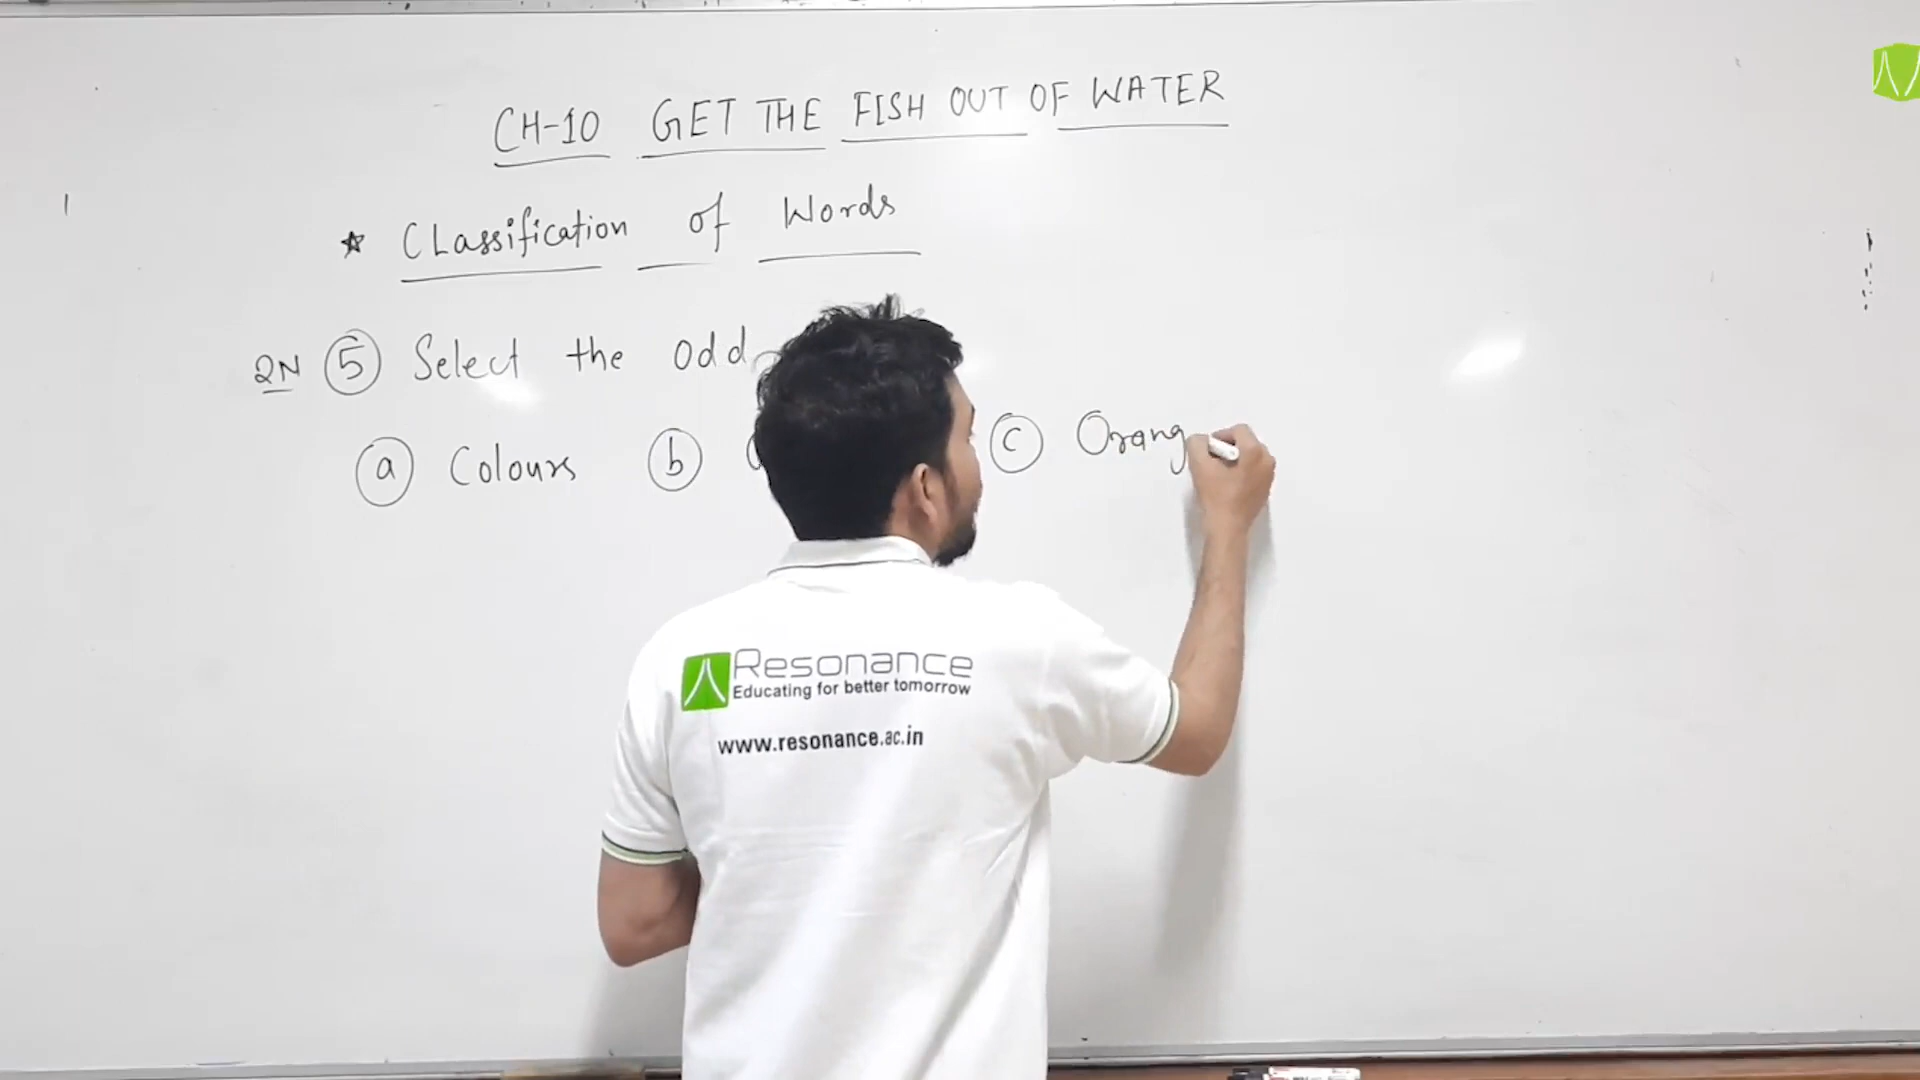 CH-10 GET THE FISH OUT OF WATER
* Classification of Words
QN 5 Select the odd
a Colours b c Orang
Resonance
Educating for better tomorrow
www.resonance.ac.in